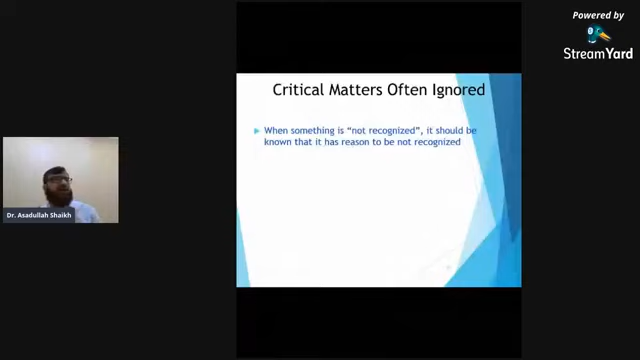 Powered by
StreamYard
Critical Matters Often Ignored
When something is “not recognized”, it should be
known that it has reason to be not recognized
Dr. Asadullah Shaikh